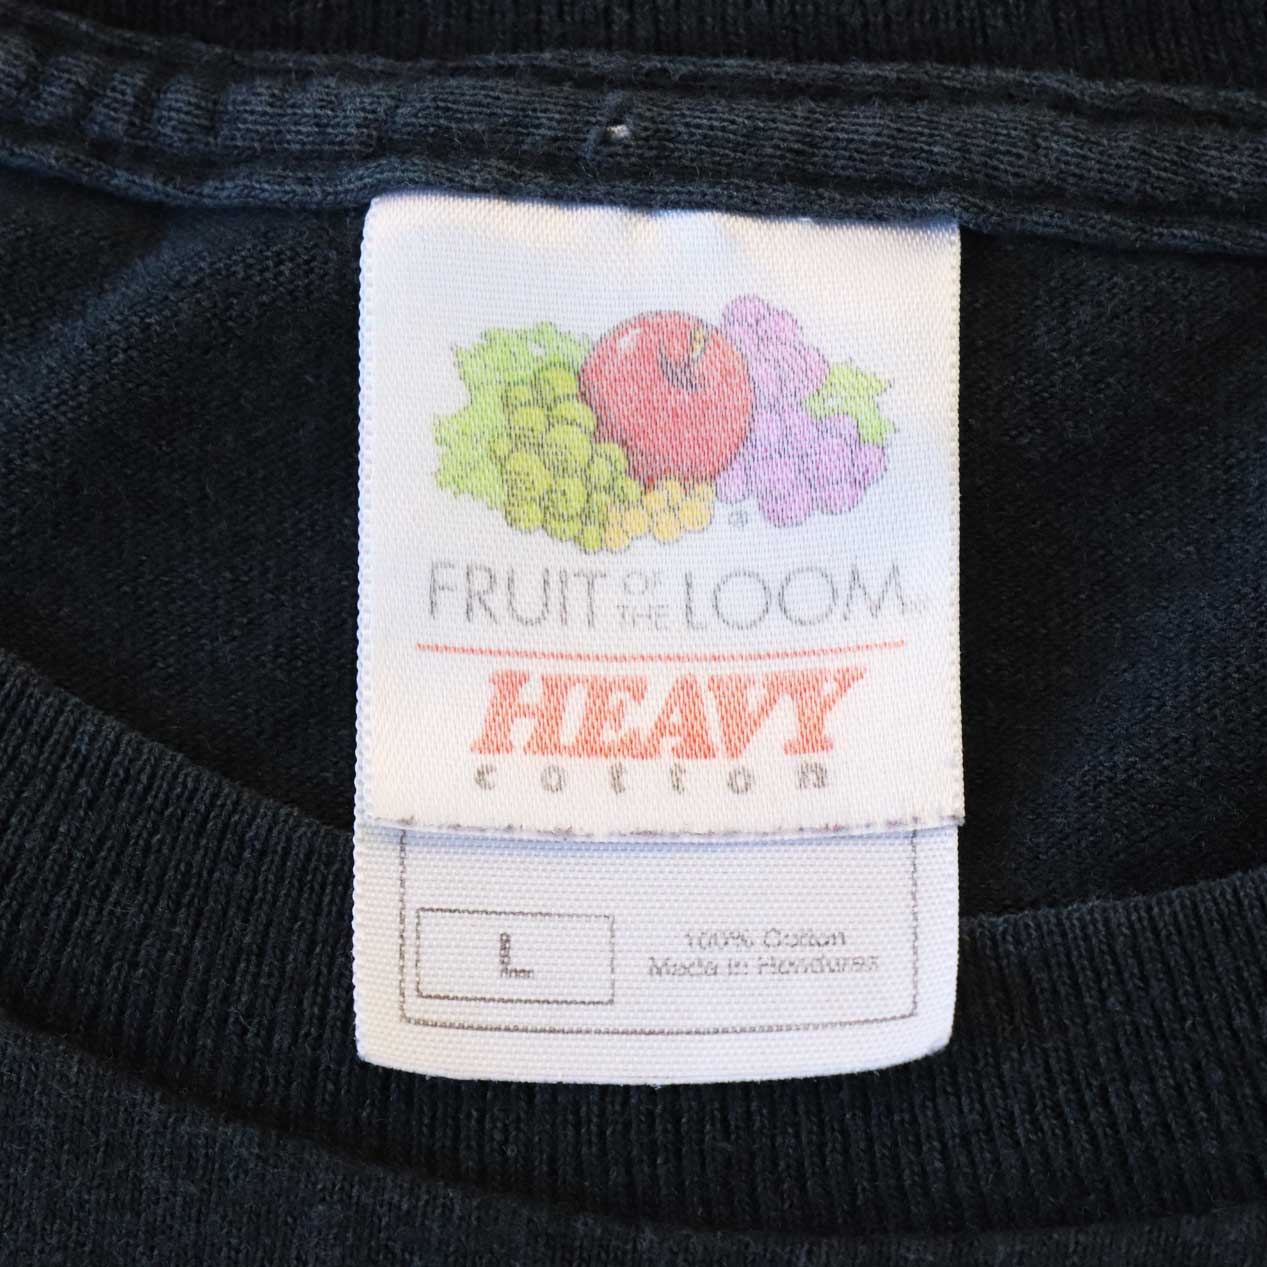 ®
FRUIT OF THE LOOM
HEAVY
cotton
L
100% Cotton
Made in Honduras